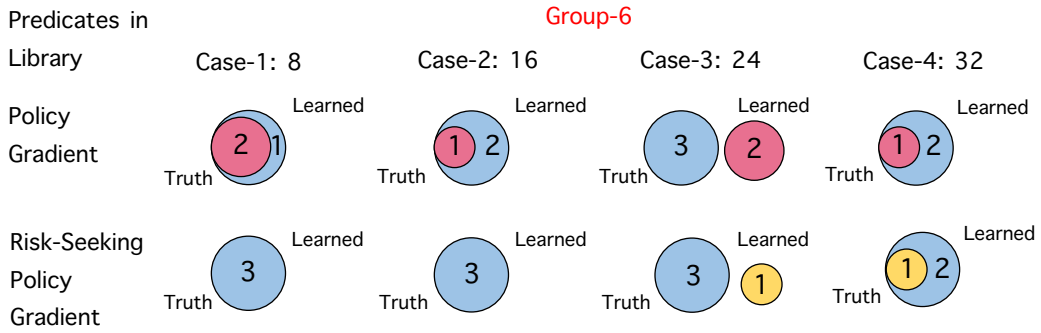 Predicates in
Group-6
Library
Case-1: 8
Case-2: 16
Case-3: 24
Case-4: 32
Policy
Gradient
Learned
2
1
Truth
Learned
1
2
Truth
Learned
3
2
Truth
Learned
1
2
Truth
Risk-Seeking
Policy
Gradient
Learned
3
Truth
Learned
3
Truth
Learned
3
1
Truth
Learned
1
2
Truth